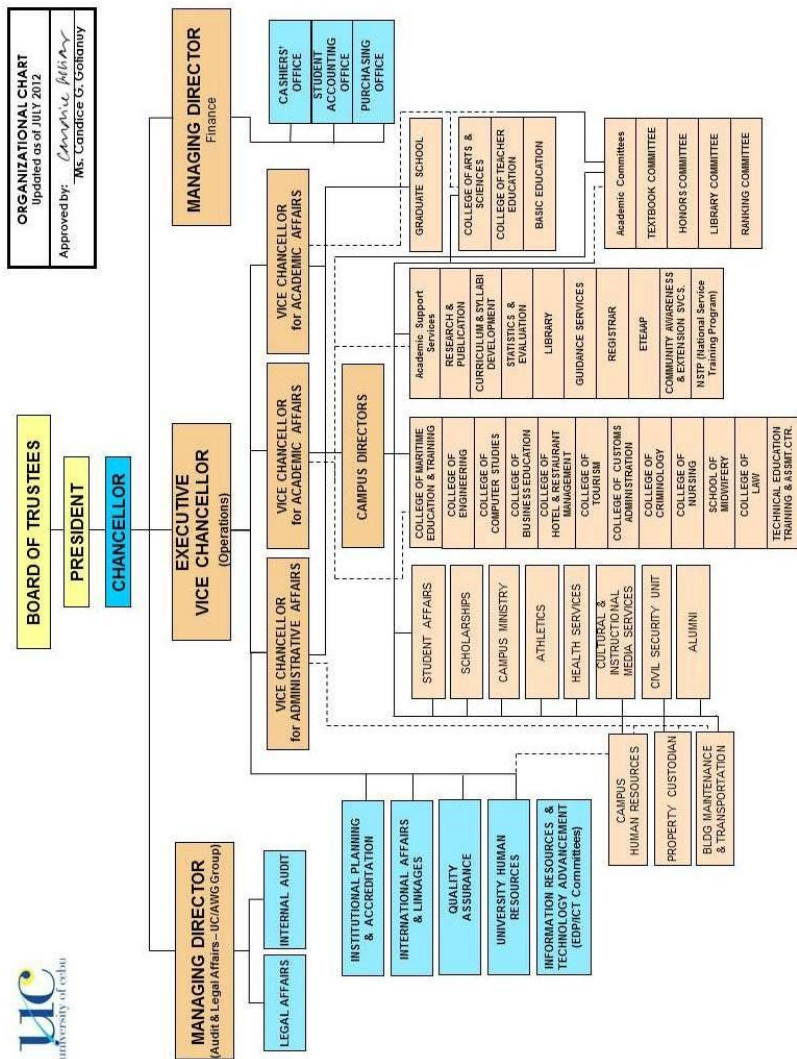 UC
university of cebu
ORGANIZATIONAL CHART
Updated as of JULY 2012
Approved by:
Ms. Candice G. Gotianuy
BOARD OF TRUSTEES
PRESIDENT
CHANCELLOR
MANAGING DIRECTOR
(Audit & Legal Affairs – UC/AWG Group)
EXECUTIVE
VICE CHANCELLOR
(Operations)
MANAGING DIRECTOR
Finance
LEGAL AFFAIRS
INTERNAL AUDIT
CASHIERS'
OFFICE
STUDENT
ACCOUNTING
OFFICE
PURCHASING
OFFICE
VICE CHANCELLOR
for ADMINISTRATIVE AFFAIRS
VICE CHANCELLOR
for ACADEMIC AFFAIRS
VICE CHANCELLOR
for ACADEMIC AFFAIRS
INSTITUTIONAL PLANNING
& ACCREDITATION
INTERNATIONAL AFFAIRS
& LINKAGES
QUALITY
ASSURANCE
UNIVERSITY HUMAN
RESOURCES
INFORMATION RESOURCES &
TECHNOLOGY ADVANCEMENT
(EDP/ICT Committees)
CAMPUS DIRECTORS
STUDENT AFFAIRS
SCHOLARSHIPS
CAMPUS MINISTRY
ATHLETICS
HEALTH SERVICES
CULTURAL &
INSTRUCTIONAL
MEDIA SERVICES
CIVIL SECURITY UNIT
ALUMNI
CAMPUS
HUMAN RESOURCES
PROPERTY CUSTODIAN
BLDG MAINTENANCE
& TRANSPORTATION
COLLEGE OF MARITIME
EDUCATION & TRAINING
COLLEGE OF
ENGINEERING
COLLEGE OF
COMPUTER STUDIES
COLLEGE OF
BUSINESS EDUCATION
COLLEGE OF
HOTEL & RESTAURANT
MANAGEMENT
COLLEGE OF
TOURISM
COLLEGE OF CUSTOMS
ADMINISTRATION
COLLEGE OF
CRIMINOLOGY
COLLEGE OF
NURSING
SCHOOL OF
MIDWIFERY
COLLEGE OF
LAW
TECHNICAL EDUCATION
TRAINING & ASSMT.CTR.
Academic Support
Services
RESEARCH &
PUBLICATION
CURRICULUM & SYLLABI
DEVELOPMENT
STATISTICS &
EVALUATION
LIBRARY
GUIDANCE SERVICES
REGISTRAR
ETEAAP
COMMUNITY AWARENESS
& EXTENSION SVCS.
NSTP (National Service
Training Program)
GRADUATE SCHOOL
COLLEGE OF ARTS &
SCIENCES
COLLEGE OF TEACHER
EDUCATION
BASIC EDUCATION
Academic Committees
TEXTBOOK COMMITTEE
HONORS COMMITTEE
LIBRARY COMMITTEE
RANKING COMMITTEE